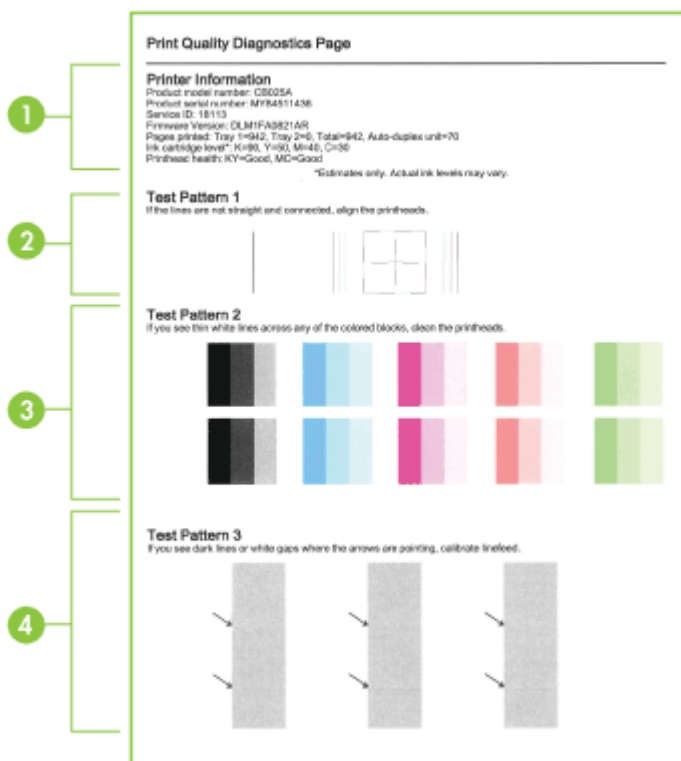 Print Quality Diagnostics Page
1
Printer Information
Product model number: CB025A
Product serial number: MY84511436
Service ID: 18113
Firmware Version: DLM1FA0821AR
Pages printed: Tray 1=942, Tray 2=0, Total=942, Auto-duplex unit=70
Ink cartridge level*: K=90, Y=50, M=40, C=30
Printhead health: KY=Good, MC=Good
*Estimates only. Actual ink levels may vary.
2
Test Pattern 1
If the lines are not straight and connected, align the printheads.
3
Test Pattern 2
If you see thin white lines across any of the colored blocks, clean the printheads.
4
Test Pattern 3
If you see dark lines or white gaps where the arrows are pointing, calibrate linefeed.